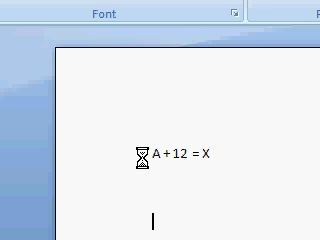 Font
A + 12 = X